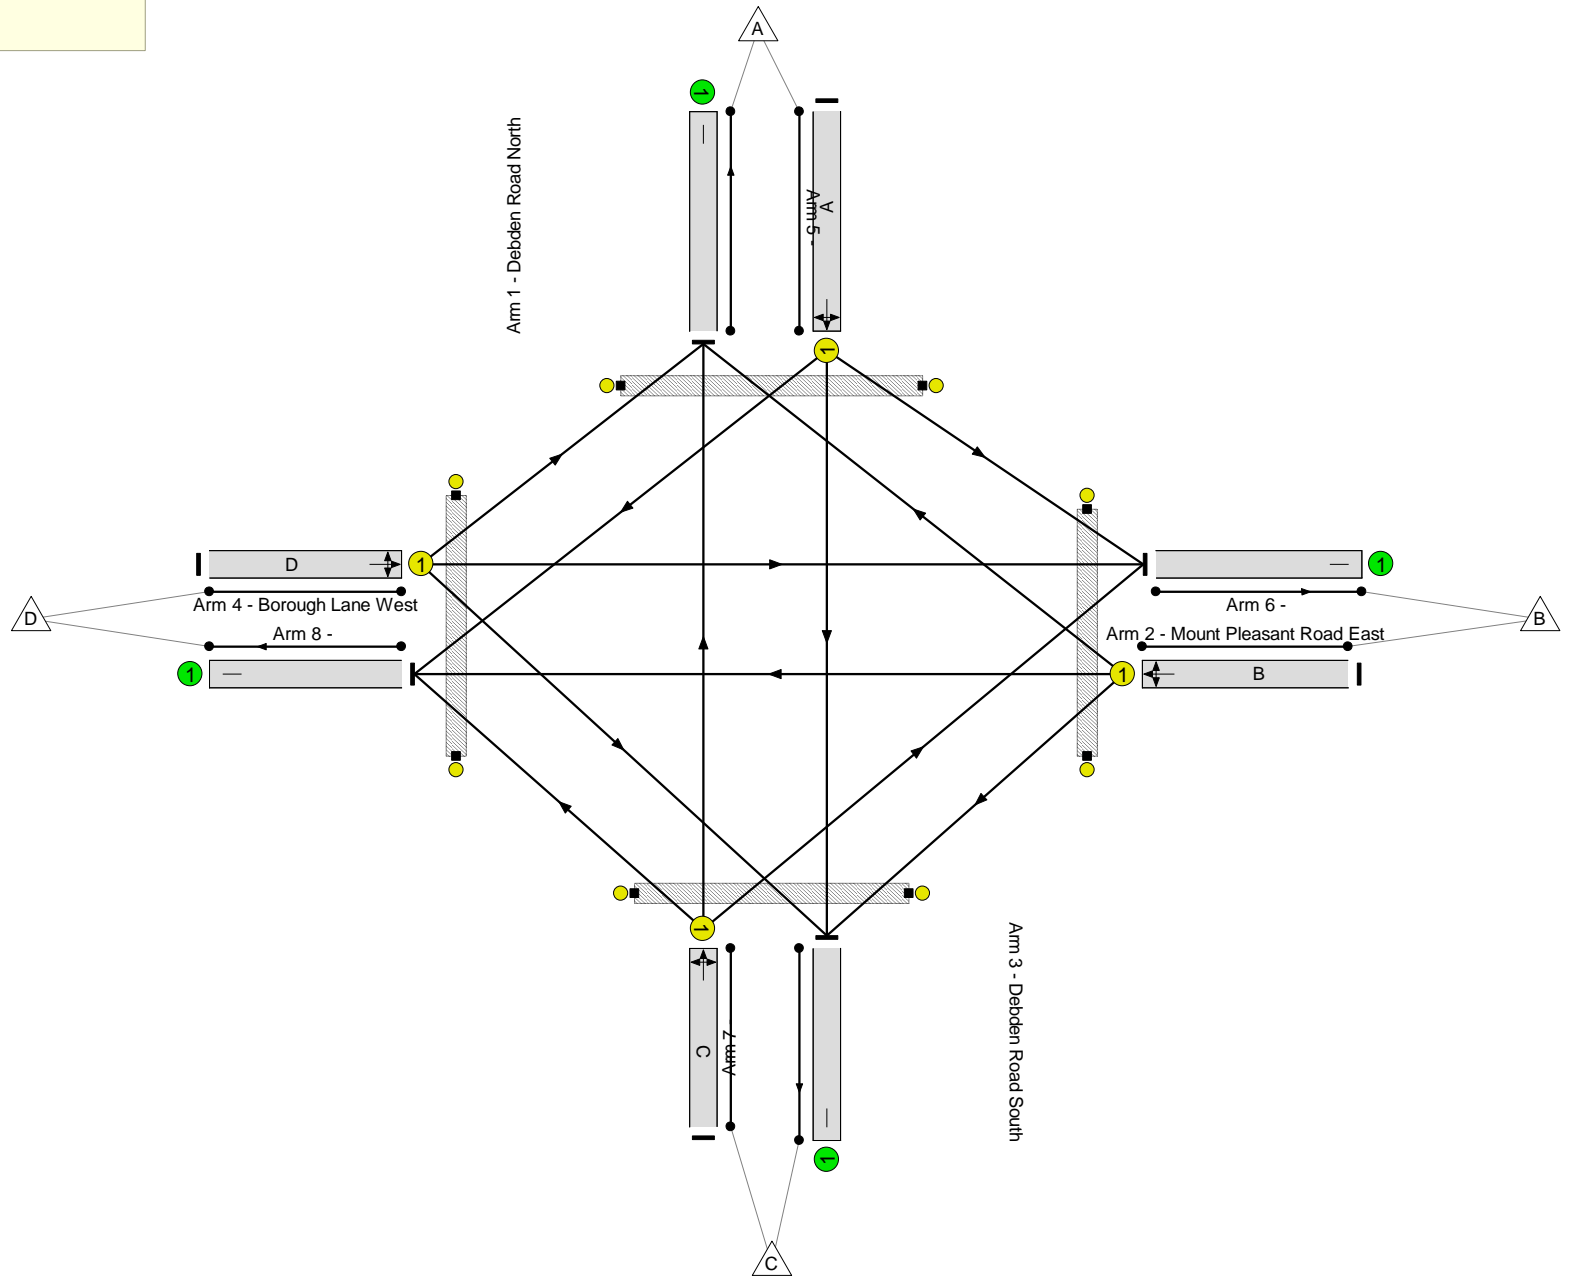 A
1
Arm 1 - Debden Road North
A
Arm 5 -
1
D
1
Arm 4 - Borough Lane West
D
Arm 8 -
1
1
Arm 6 -
B
Arm 2 - Mount Pleasant Road East
1
B
1
C
Arm 7 -
Arm 3 - Debden Road South
1
C